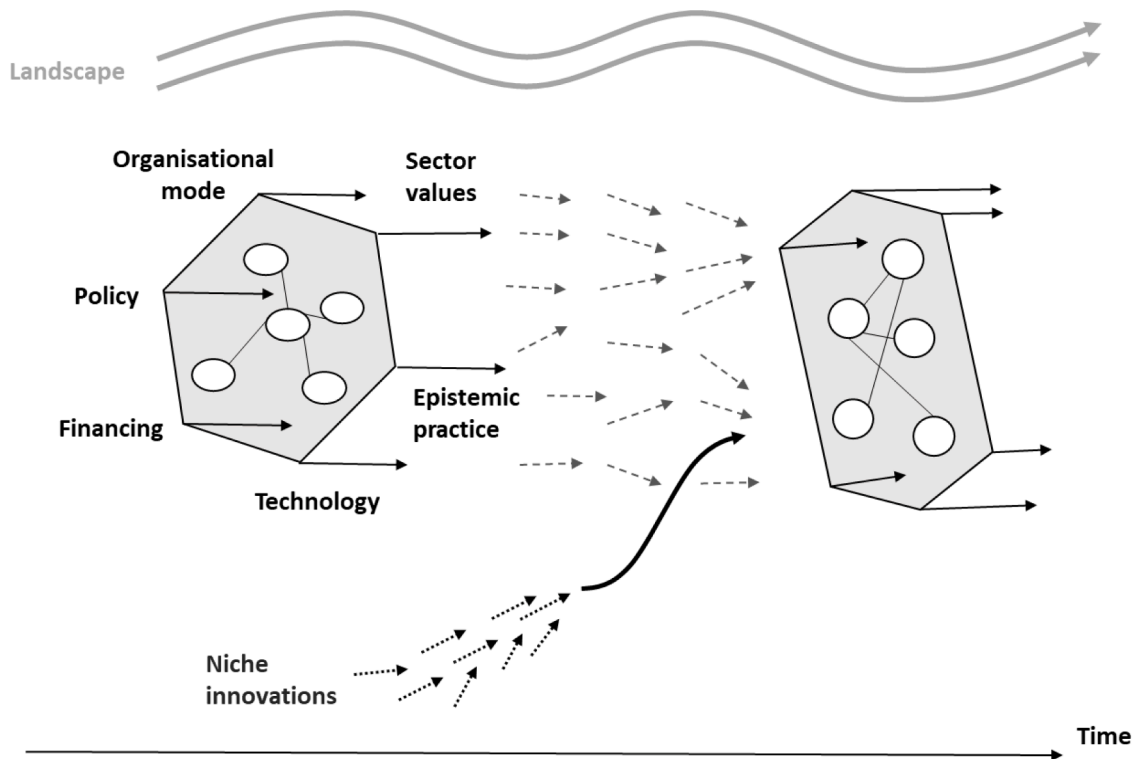 Landscape
Organisational
mode
Sector
values
Policy
Financing
Epistemic
practice
Technology
Niche
innovations
Time